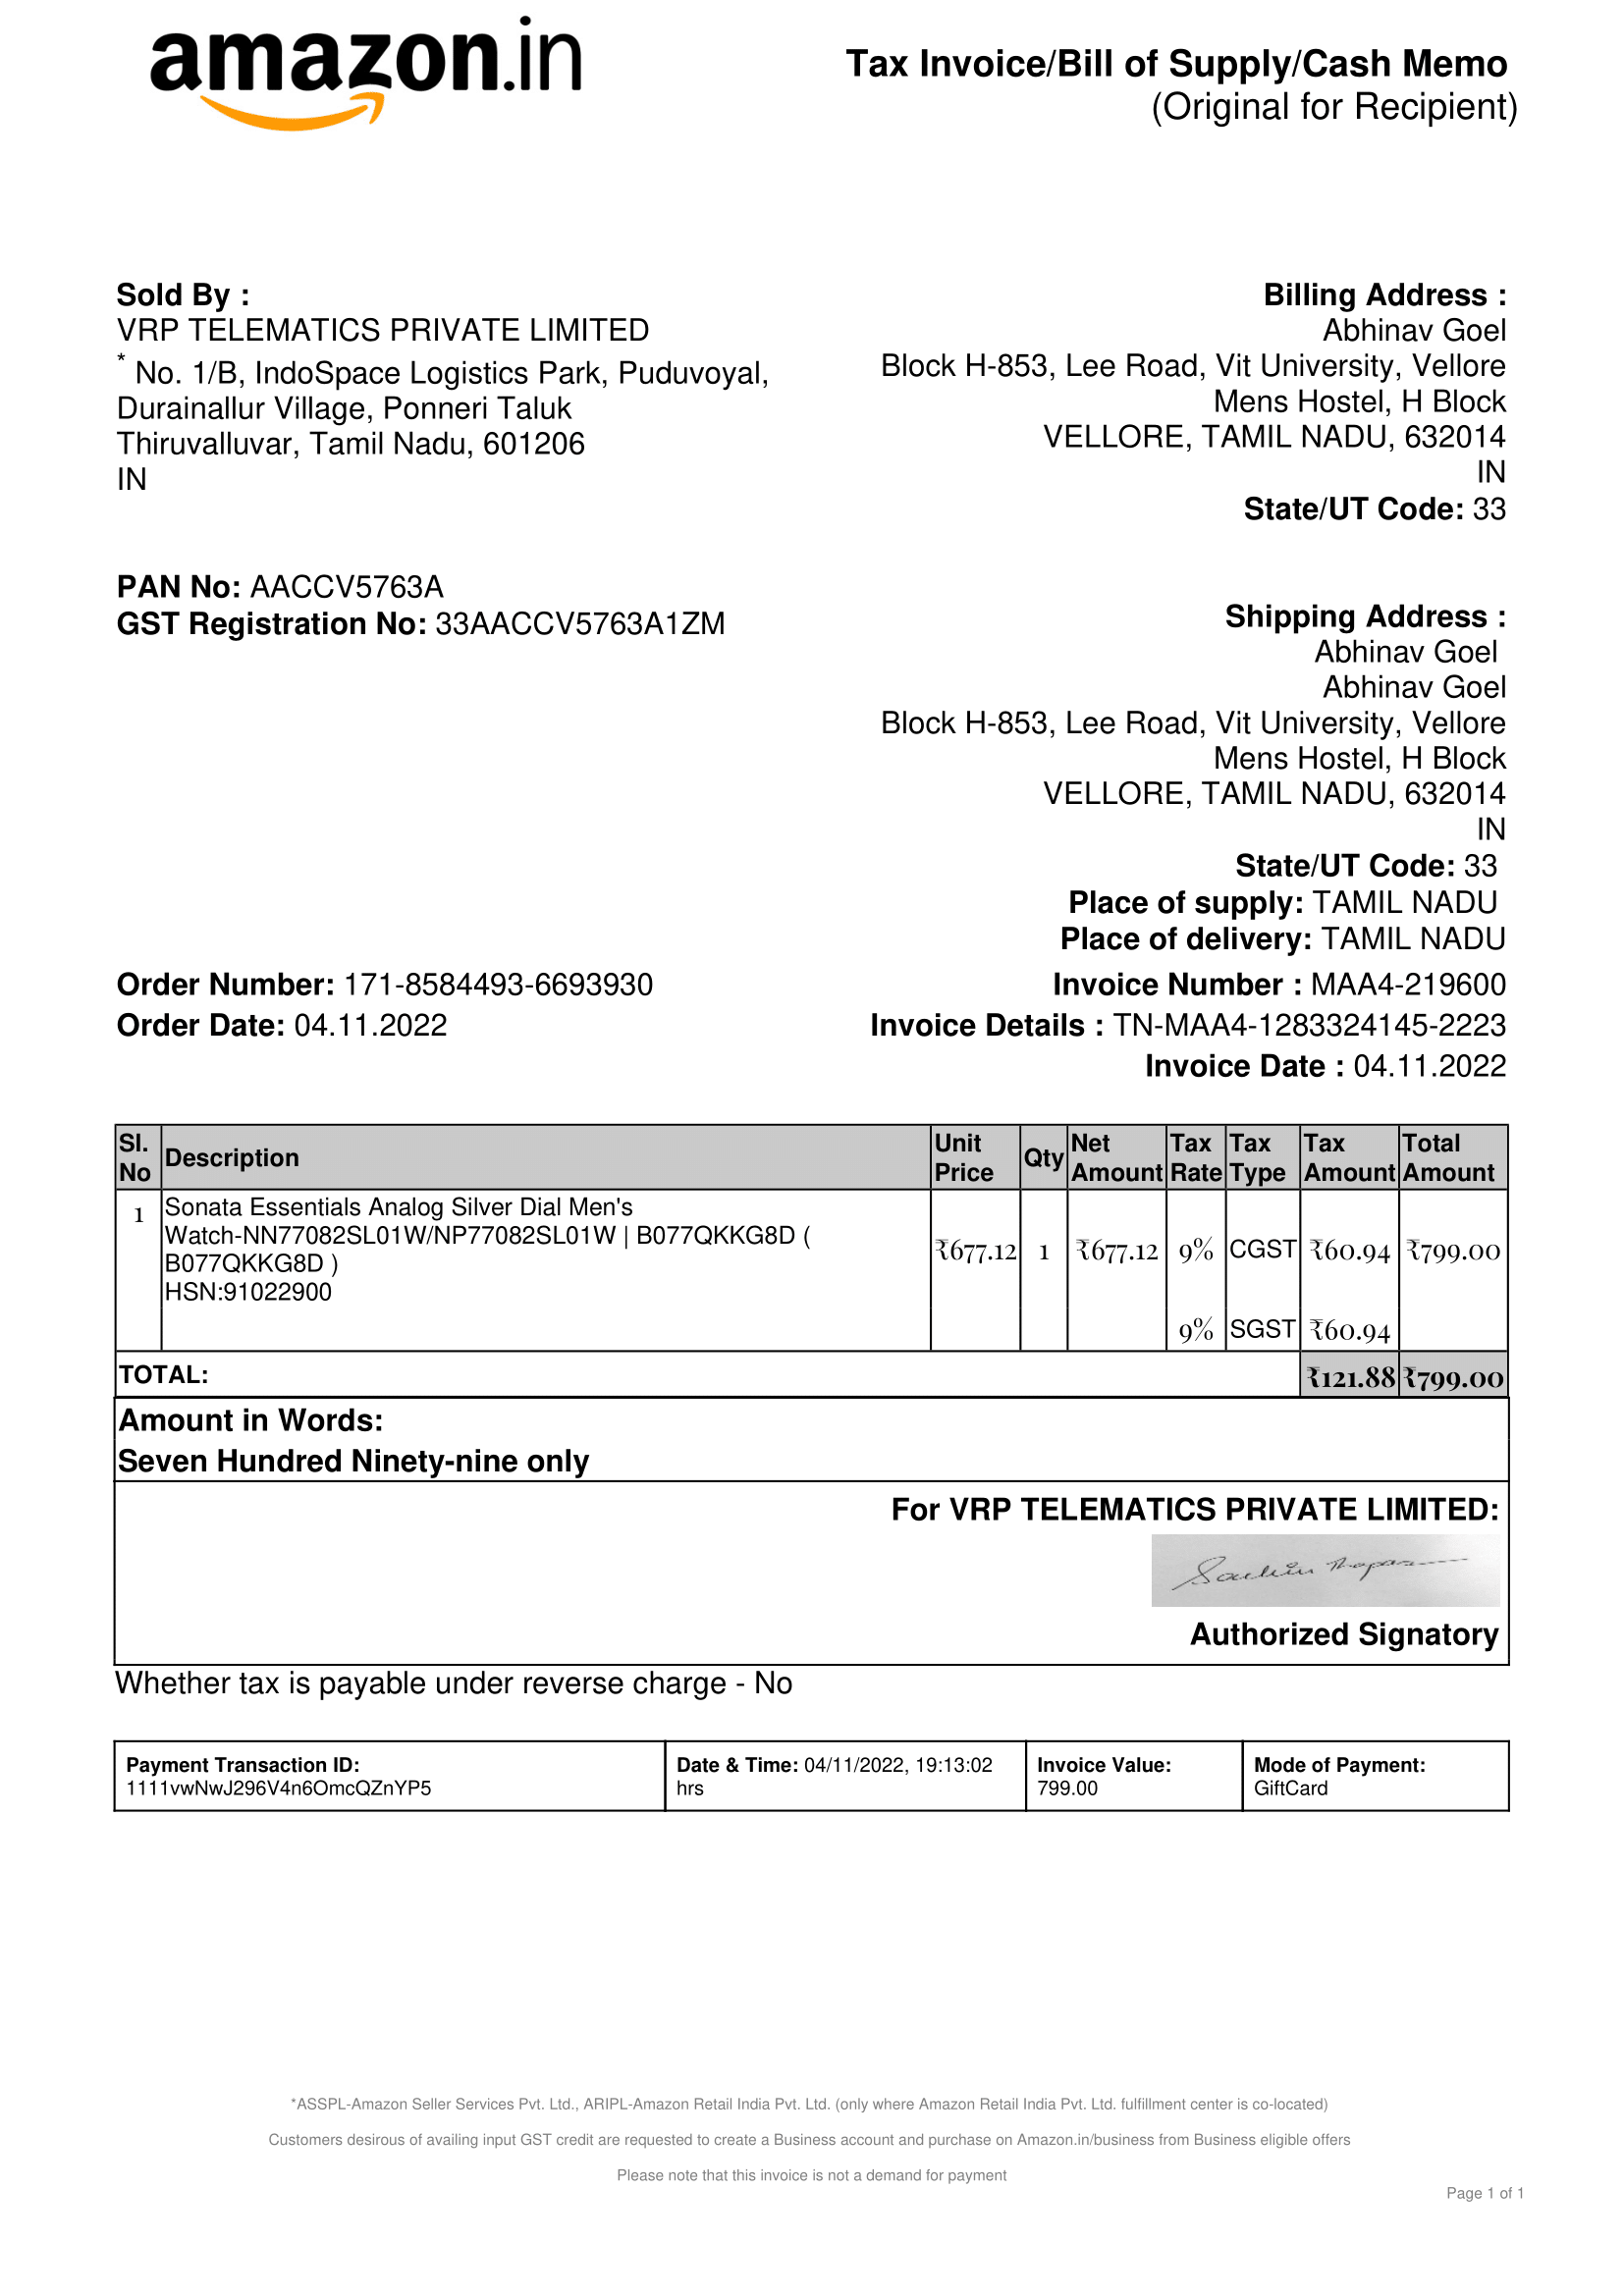 amazon.in
Tax Invoice/Bill of Supply/Cash Memo
(Original for Recipient)
Sold By :
VRP TELEMATICS PRIVATE LIMITED
* No. 1/B, IndoSpace Logistics Park, Puduvoyal,
Durainallur Village, Ponneri Taluk
Thiruvalluvar, Tamil Nadu, 601206
IN
PAN No: AACCV5763A
GST Registration No: 33AACCV5763A1ZM
Billing Address :
Abhinav Goel
Block H-853, Lee Road, Vit University, Vellore
Mens Hostel, H Block
VELLORE, TAMIL NADU, 632014
IN
State/UT Code: 33
Shipping Address :
Abhinav Goel
Abhinav Goel
Block H-853, Lee Road, Vit University, Vellore
Mens Hostel, H Block
VELLORE, TAMIL NADU, 632014
IN
State/UT Code: 33
Place of supply: TAMIL NADU
Place of delivery: TAMIL NADU
Order Number: 171-8584493-6693930
Order Date: 04.11.2022
Invoice Number : MAA4-219600
Invoice Details : TN-MAA4-1283324145-2223
Invoice Date : 04.11.2022
Sl. No Description Unit Price Qty Net Amount Tax Rate Tax Type Tax Amount Total Amount
1 Sonata Essentials Analog Silver Dial Men's
Watch-NN77082SL01W/NP77082SL01W | B077QKKG8D (
B077QKKG8D )
HSN:91022900
₹677.12 1 ₹677.12 9% CGST ₹60.94 ₹799.00
9% SGST ₹60.94
TOTAL: ₹121.88 ₹799.00
Amount in Words:
Seven Hundred Ninety-nine only
For VRP TELEMATICS PRIVATE LIMITED:
Authorized Signatory
Whether tax is payable under reverse charge - No
Payment Transaction ID:
1111vwNwJ296V4n6OmcQZnYP5
Date & Time: 04/11/2022, 19:13:02
hrs
Invoice Value:
799.00
Mode of Payment:
GiftCard
*ASSPL-Amazon Seller Services Pvt. Ltd., ARIPL-Amazon Retail India Pvt. Ltd. (only where Amazon Retail India Pvt. Ltd. fulfillment center is co-located)
Customers desirous of availing input GST credit are requested to create a Business account and purchase on Amazon.in/business from Business eligible offers
Please note that this invoice is not a demand for payment
Page 1 of 1